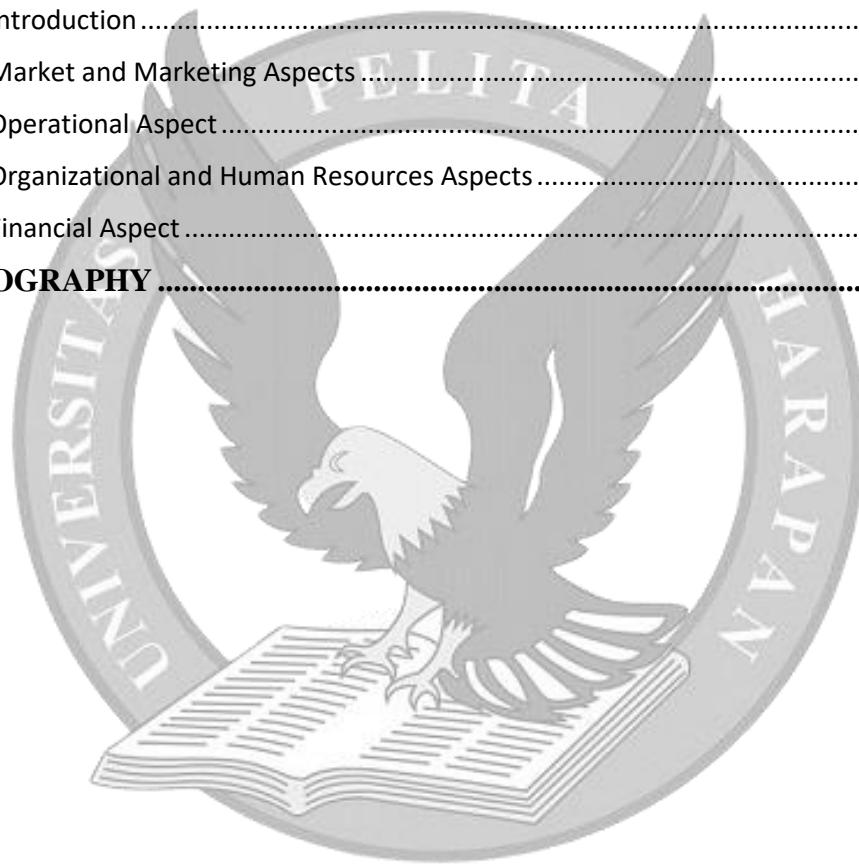 ntroduction ........................................................................................
Market and Marketing Aspects ..............................................................
Operational Aspect ................................................................................
Organizational and Human Resources Aspects ........................................
inancial Aspect ....................................................................................
OGRAPHY ........................................................................................
UNIVERSITAS PELITA HARAPAN